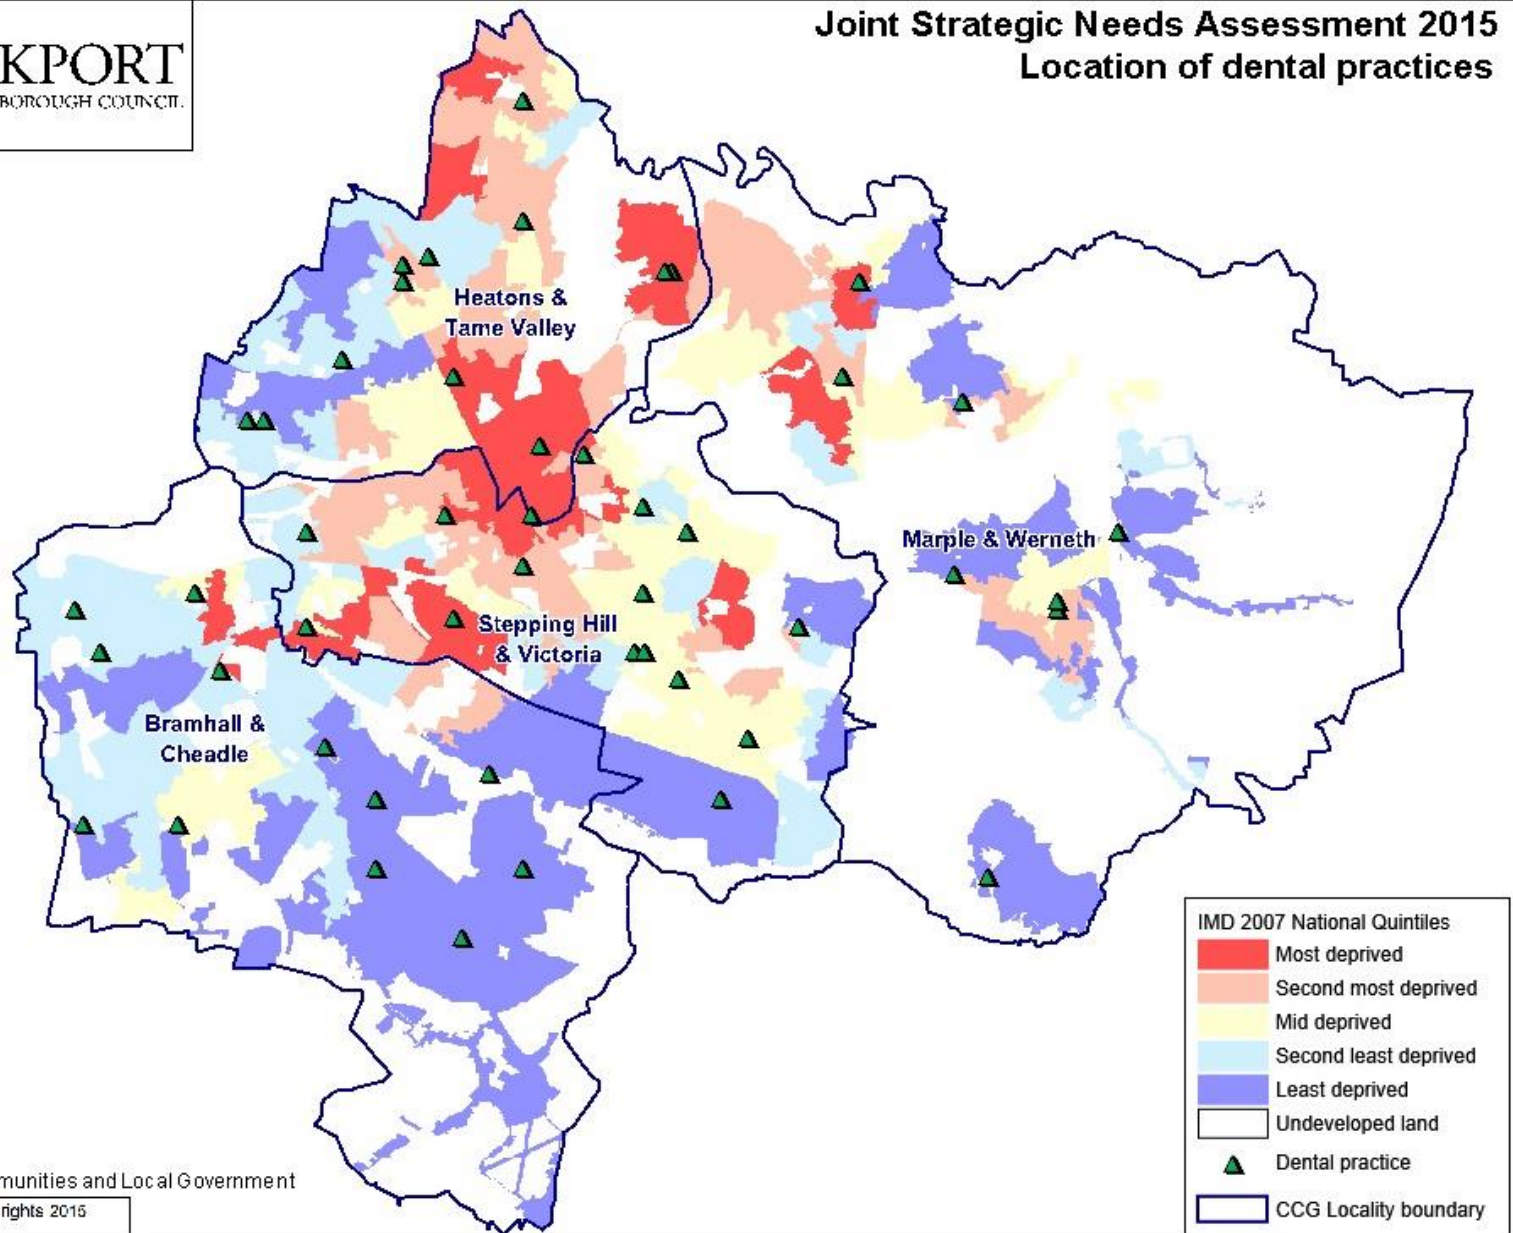 Joint Strategic Needs Assessment 2015
Location of dental practices
KPORT
BOROUGH COUNCIL
Heatons &
Tame Valley
Marple & Werneth
Stepping Hill
& Victoria
Bramhall &
Cheadle
IMD 2007 National Quintiles
Most deprived
Second most deprived
Mid deprived
Second least deprived
Least deprived
Undeveloped land
Dental practice
CCG Locality boundary
munities and Local Government
rights 2015